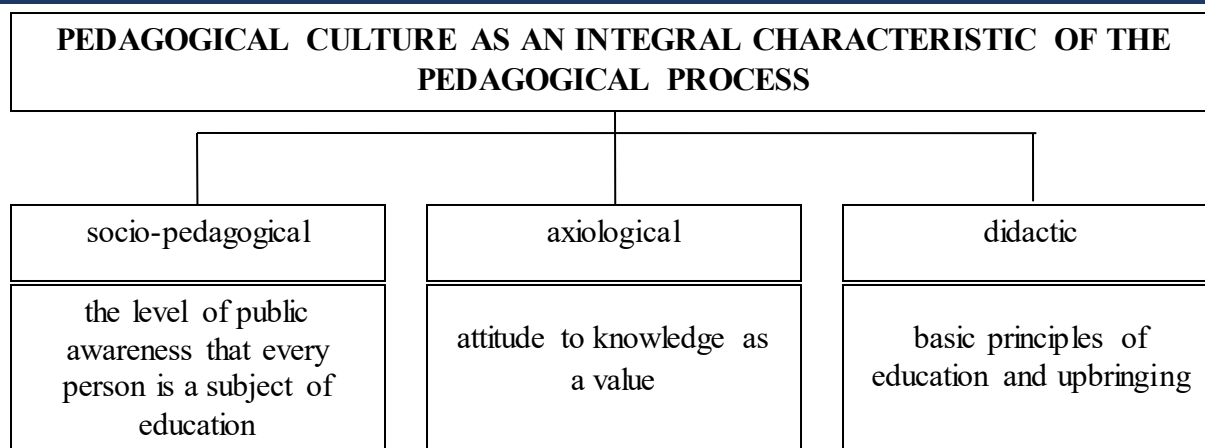 PEDAGOGICAL CULTURE AS AN INTEGRAL CHARACTERISTIC OF THE
PEDAGOGICAL PROCESS
socio-pedagogical
axiological
didactic
the level of public
awareness that every
person is a subject of
education
attitude to knowledge as
a value
basic principles of
education and upbringing